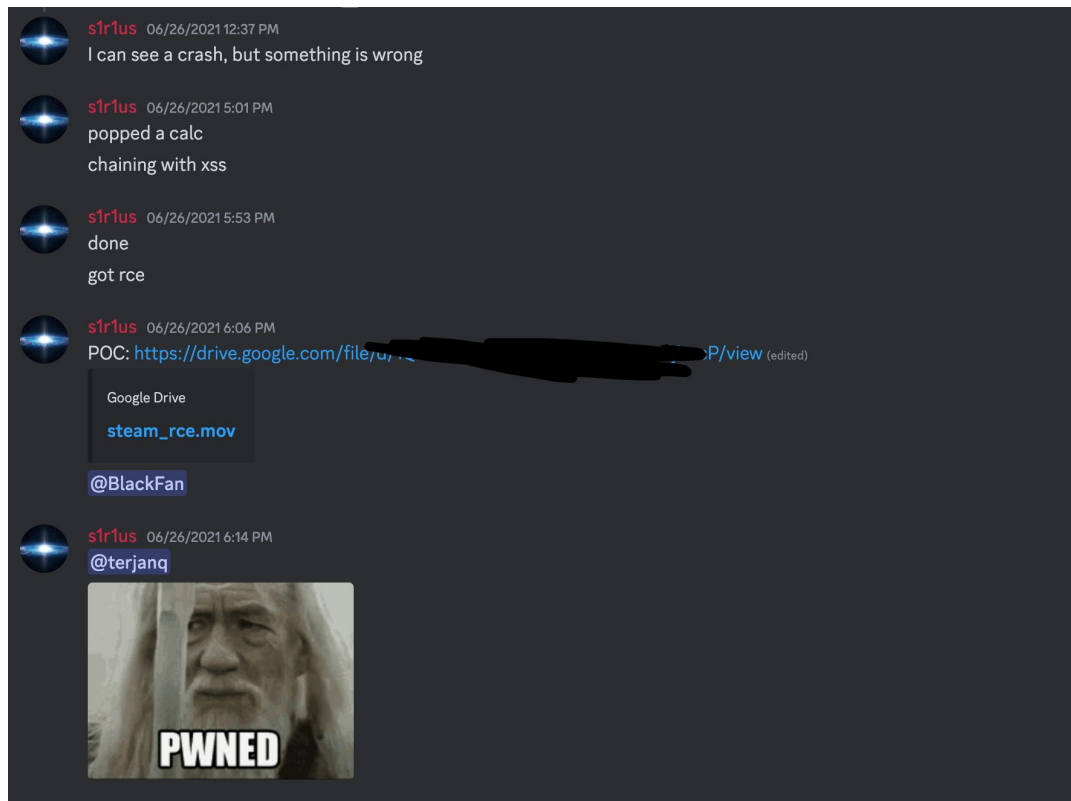 s1r1us 06/26/2021 12:37 PM
I can see a crash, but something is wrong
s1r1us 06/26/2021 5:01 PM
popped a calc
chaining with xss
s1r1us 06/26/2021 5:53 PM
done
got rce
s1r1us 06/26/2021 6:06 PM
POC: https://drive.google.com/file/ P/view (edited)
Google Drive
steam_rce.mov
@BlackFan
s1r1us 06/26/2021 6:14 PM
@terjanq
PWNED